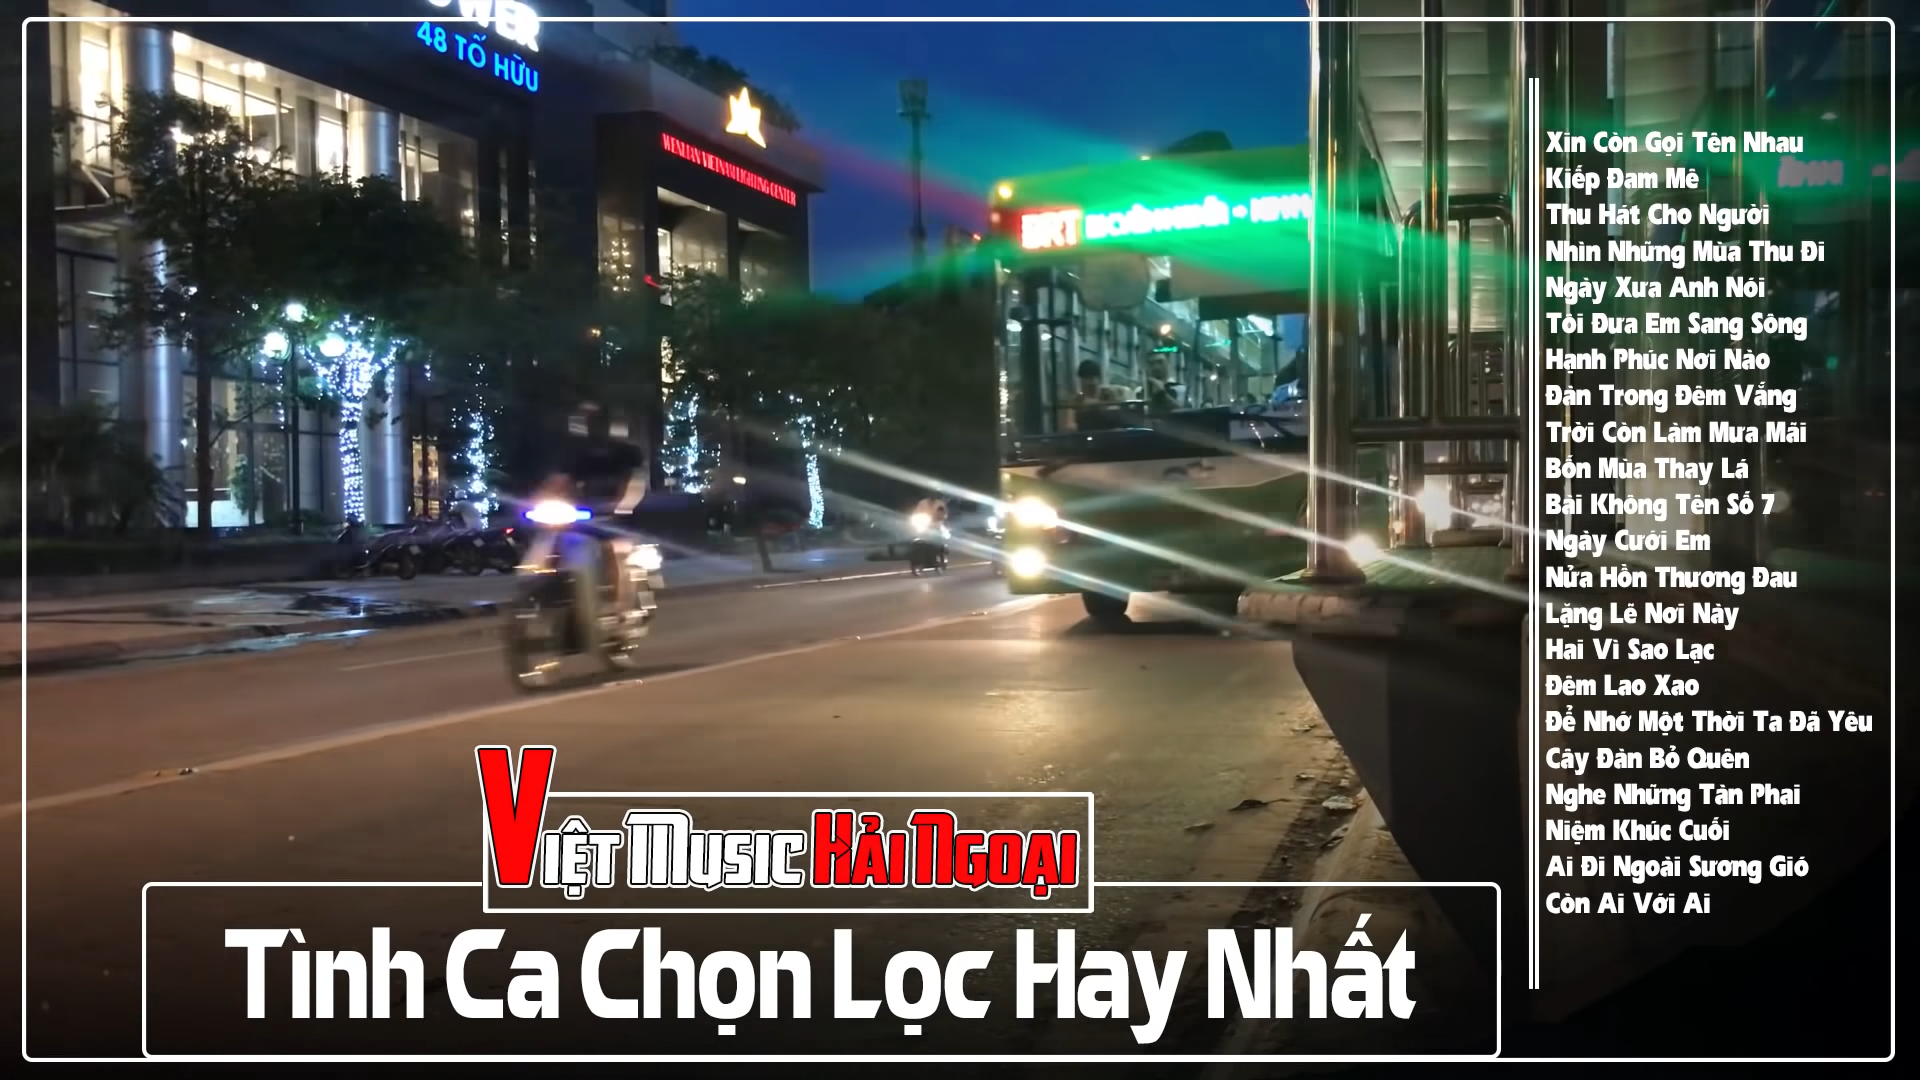 48 TỐ HỮU
BRT
Xin Còn Gọi Tên Nhau
Kiếp Đam Mê
Thu Hát Cho Người
Nhìn Những Mùa Thu Đi
Ngày Xưa Anh Nói
Tôi Đưa Em Sang Sông
Hạnh Phúc Nơi Nào
Đàn Trong Đêm Vắng
Trời Còn Làm Mưa Mãi
Bốn Mùa Thay Lá
Bài Không Tên Số 7
Ngày Cưới Em
Nửa Hồn Thương Đau
Lặng Lẽ Nơi Này
Hai Vì Sao Lạc
Đêm Lao Xao
Để Nhớ Một Thời Ta Đã Yêu
Cây Đàn Bỏ Quên
Nghe Những Tàn Phai
Niệm Khúc Cuối
Ai Đi Ngoài Sương Gió
Còn Ai Với Ai
Việt Music Hải Ngoại
Tình Ca Chọn Lọc Hay Nhất